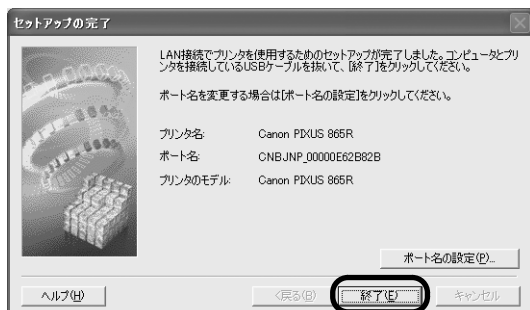 セットアップの完了
LAN接続でプリンタを使用するためのセットアップが完了しました。コンピュータとプリ
ンタを接続しているUSBケーブルを抜いて、[終了]をクリックしてください。
ポート名を変更する場合は[ポート名の設定]をクリックしてください。
プリンタ名: Canon PIXUS 865R
ポート名: CNBJNP_00000E62B82B
プリンタのモデル: Canon PIXUS 865R
ポート名の設定(P)...
ヘルプ(H) <戻る(B) 終了(E) キャンセル